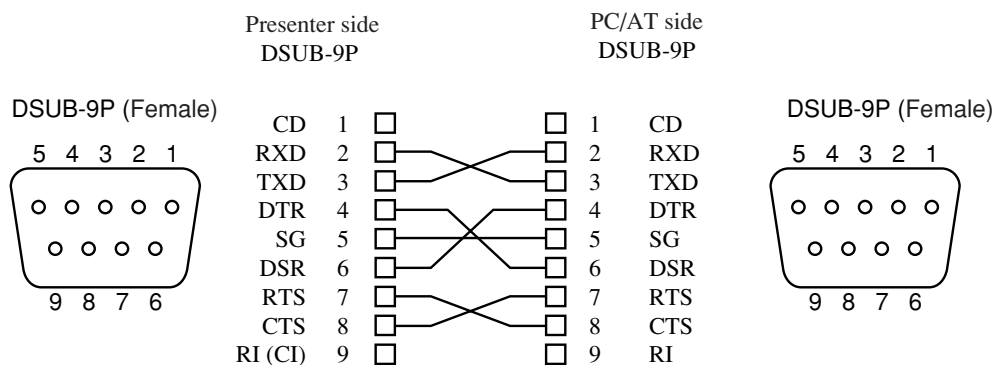 Presenter side PC/AT side
DSUB-9P DSUB-9P
DSUB-9P (Female) DSUB-9P (Female)
CD 1 1 CD
5 4 3 2 1 RXD 2 2 RXD 5 4 3 2 1
TXD 3 3 TXD
DTR 4 4 DTR
SG 5 5 SG
DSR 6 6 DSR
9 8 7 6 RTS 7 7 RTS 9 8 7 6
CTS 8 8 CTS
RI (CI) 9 9 RI